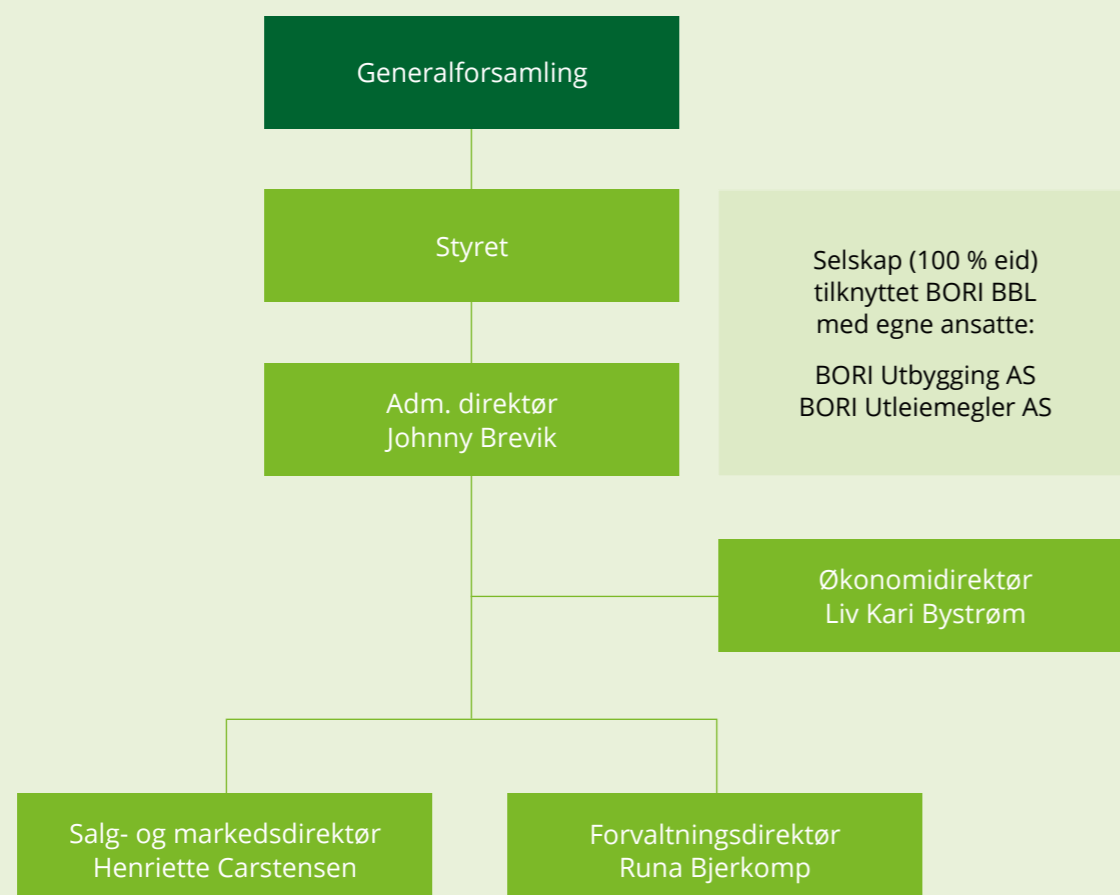 Generalforsamling
Styret
Selskap (100 % eid)
tilknyttet BORI BBL
med egne ansatte:
BORI Utbygging AS
BORI Utleiemegler AS
Adm. direktør
Johnny Brevik
Økonomidirektør
Liv Kari Bystrøm
Salg- og markedsdirektør
Henriette Carstensen
Forvaltningsdirektør
Runa Bjerkomp